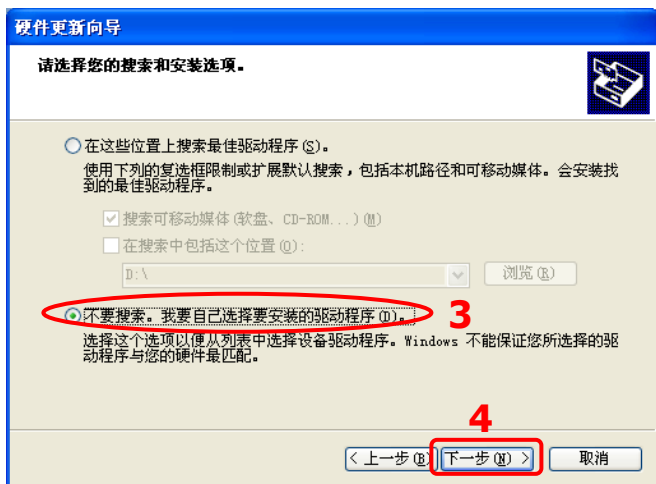 硬件更新向导
请选择您的搜索和安装选项。
在这些位置上搜索最佳驱动程序(S)。
使用下列的复选框限制或扩展默认搜索，包括本机路径和可移动媒体。会安装找
到的最佳驱动程序。
搜索可移动媒体(软盘、CD-ROM...)(M)
在搜索中包括这个位置(O):
D:\
浏览(R)
不要搜索。我要自己选择要安装的驱动程序(D)。
3
选择这个选项以便从列表中选择设备驱动程序。Windows 不能保证您所选择的驱
动程序与您的硬件最匹配。
4
< 上一步(B)
下一步(N) >
取消